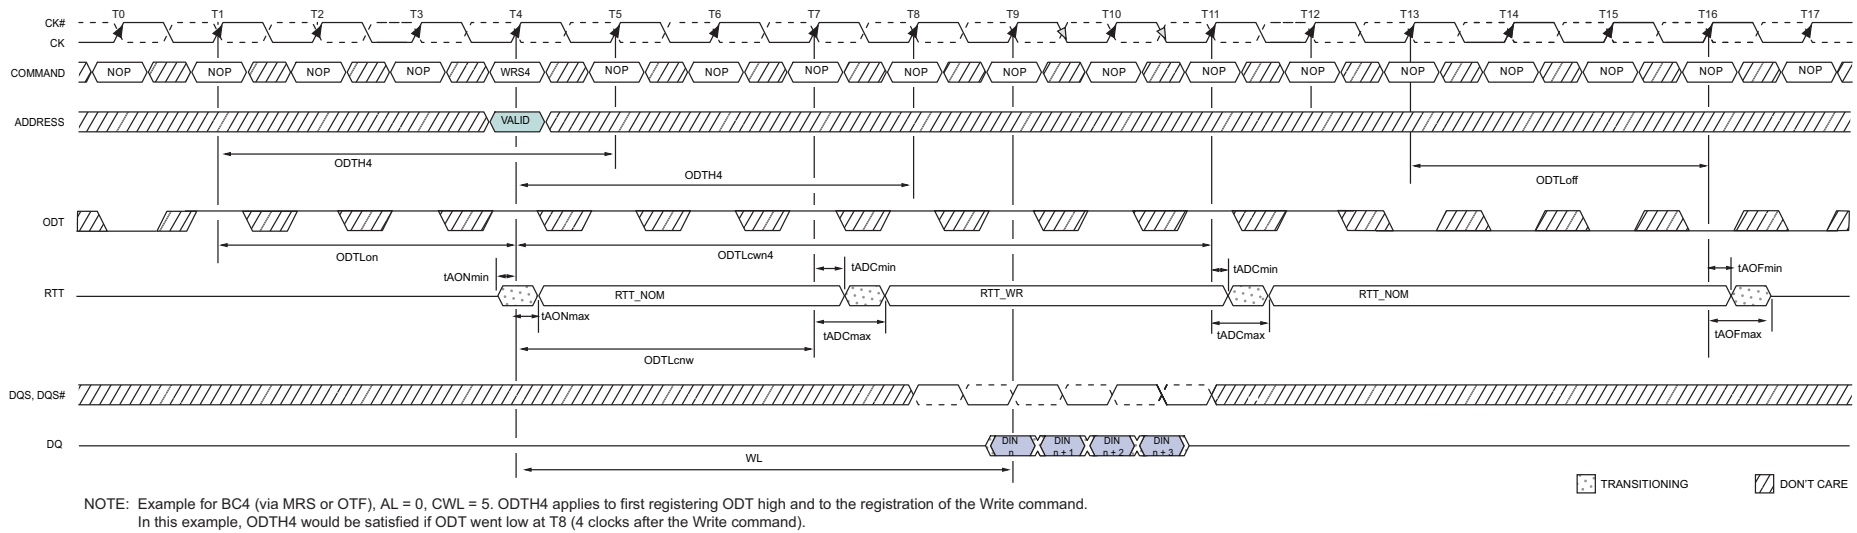 T0 T1 T2 T3 T4 T5 T6 T7 T8 T9 T10 T11 T12 T13 T14 T15 T16 T17
CK#
CK
COMMAND NOP NOP NOP NOP WRS4 NOP NOP NOP NOP NOP NOP NOP NOP NOP NOP NOP NOP NOP
ADDRESS VALID
ODTH4
ODTH4
ODTLoff
ODT
ODTLon
ODTLcwn4
tAONmin
tADCmin
tADCmin
tAOFmin
RTT RTT_NOM RTT_WR RTT_NOM
tAONmax
tADCmax
tADCmax
tAOFmax
ODTLcnw
DQS, DQS#
DQ
DIN n
DIN n + 1
DIN n + 2
DIN n + 3
WL
TRANSITIONING DON'T CARE
NOTE: Example for BC4 (via MRS or OTF), AL = 0, CWL = 5. ODTH4 applies to first registering ODT high and to the registration of the Write command.
In this example, ODTH4 would be satisfied if ODT went low at T8 (4 clocks after the Write command).